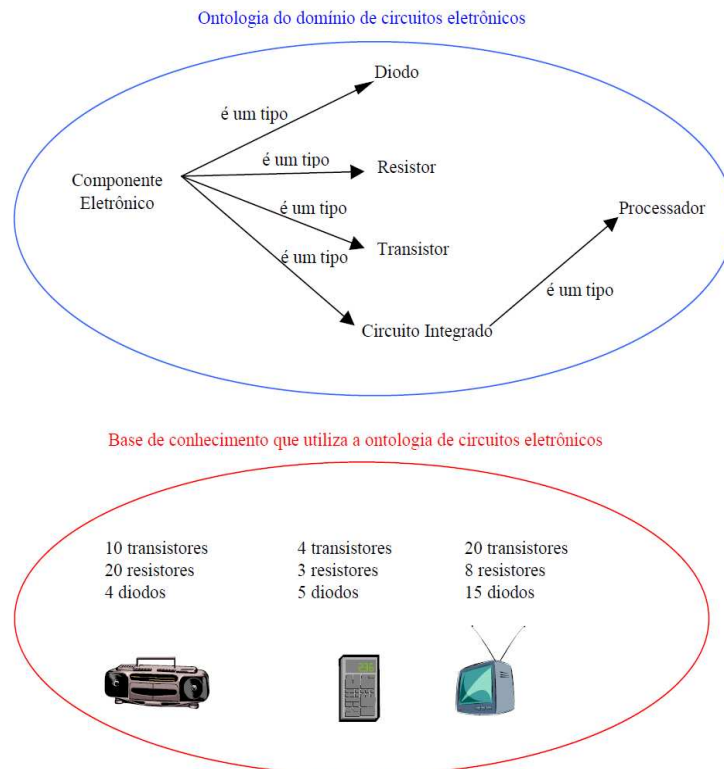 Ontologia do domínio de circuitos eletrônicos
Diodo
é um tipo
é um tipo
Resistor
Componente
Eletrônico
é um tipo
Processador
é um tipo
Transistor
é um tipo
Circuito Integrado
Base de conhecimento que utiliza a ontologia de circuitos eletrônicos
10 transistores
20 resistores
4 diodos
4 transistores
3 resistores
5 diodos
20 transistores
8 resistores
15 diodos